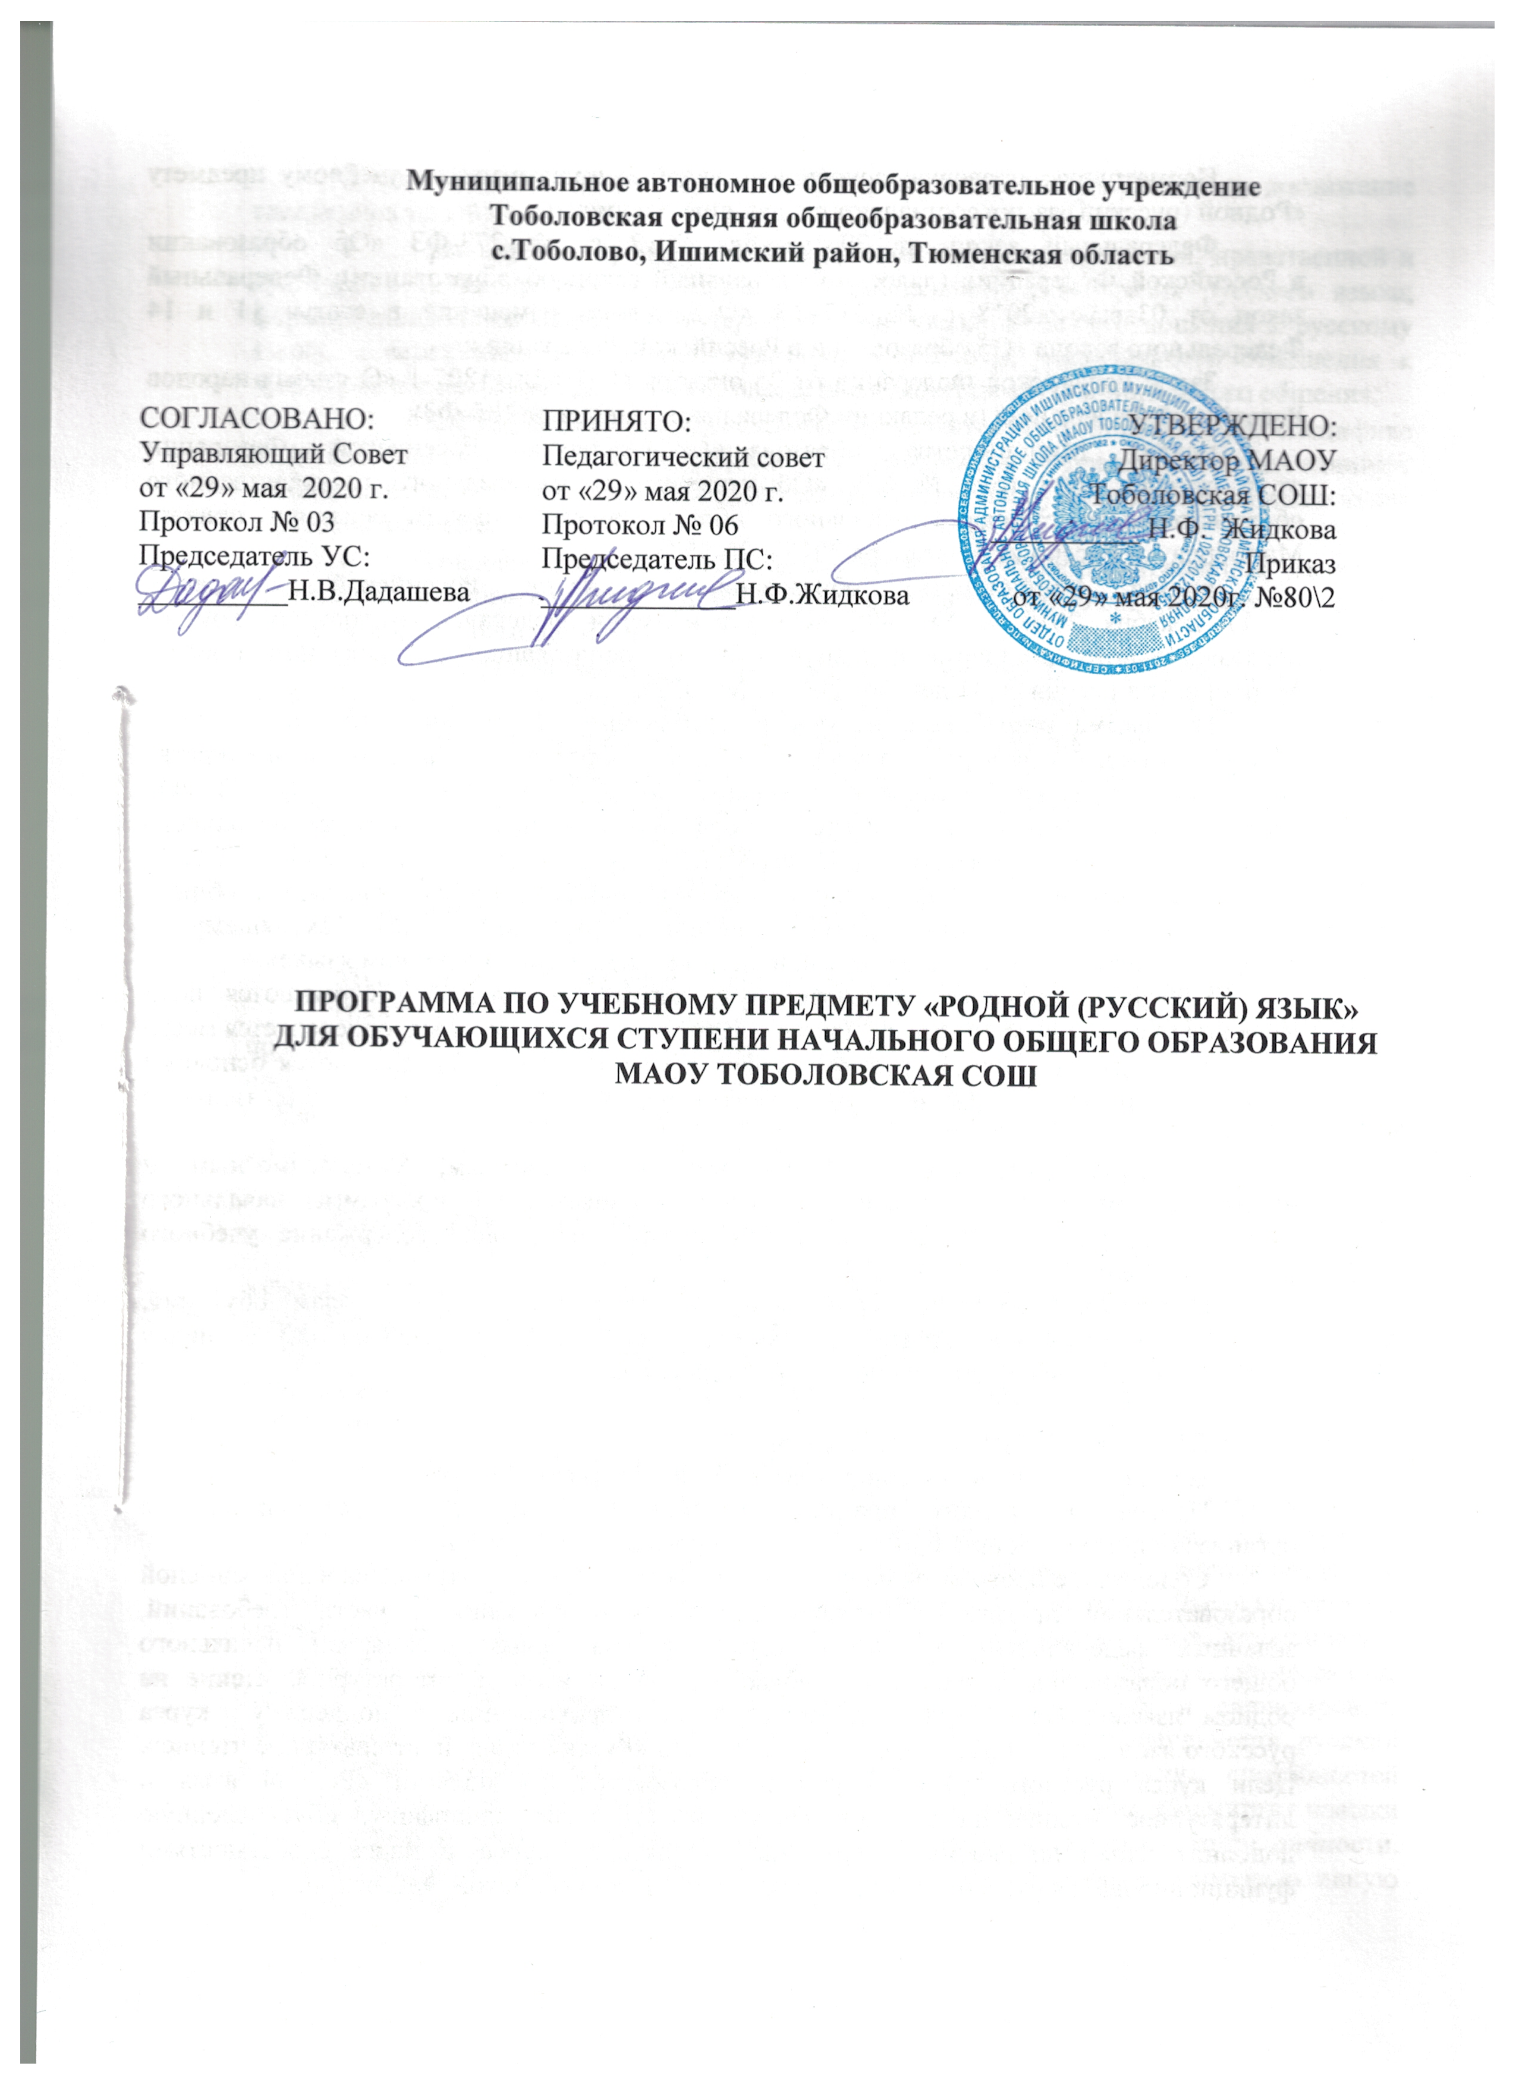 Муниципальное автономное общеобразовательное учреждение
Тоболовская средняя общеобразовательная школа
с.Тоболово, Ишимский район, Тюменская область
СОГЛАСОВАНО:
Управляющий Совет
от «29» мая 2020 г.
Протокол № 03
Председатель УС:
__________Н.В.Дадашева
ПРИНЯТО:
Педагогический совет
от «29» мая 2020 г.
Протокол № 06
Председатель ПС:
_____________Н.Ф.Жидкова
УТВЕРЖДЕНО:
Директор МАОУ
Тоболовская СОШ:
__________Н.Ф. Жидкова
Приказ
от «29» мая 2020г. №80\2
ПРОГРАММА ПО УЧЕБНОМУ ПРЕДМЕТУ «РОДНОЙ (РУССКИЙ) ЯЗЫК»
ДЛЯ ОБУЧАЮЩИХСЯ СТУПЕНИ НАЧАЛЬНОГО ОБЩЕГО ОБРАЗОВАНИЯ
МАОУ ТОБОЛОВСКАЯ СОШ